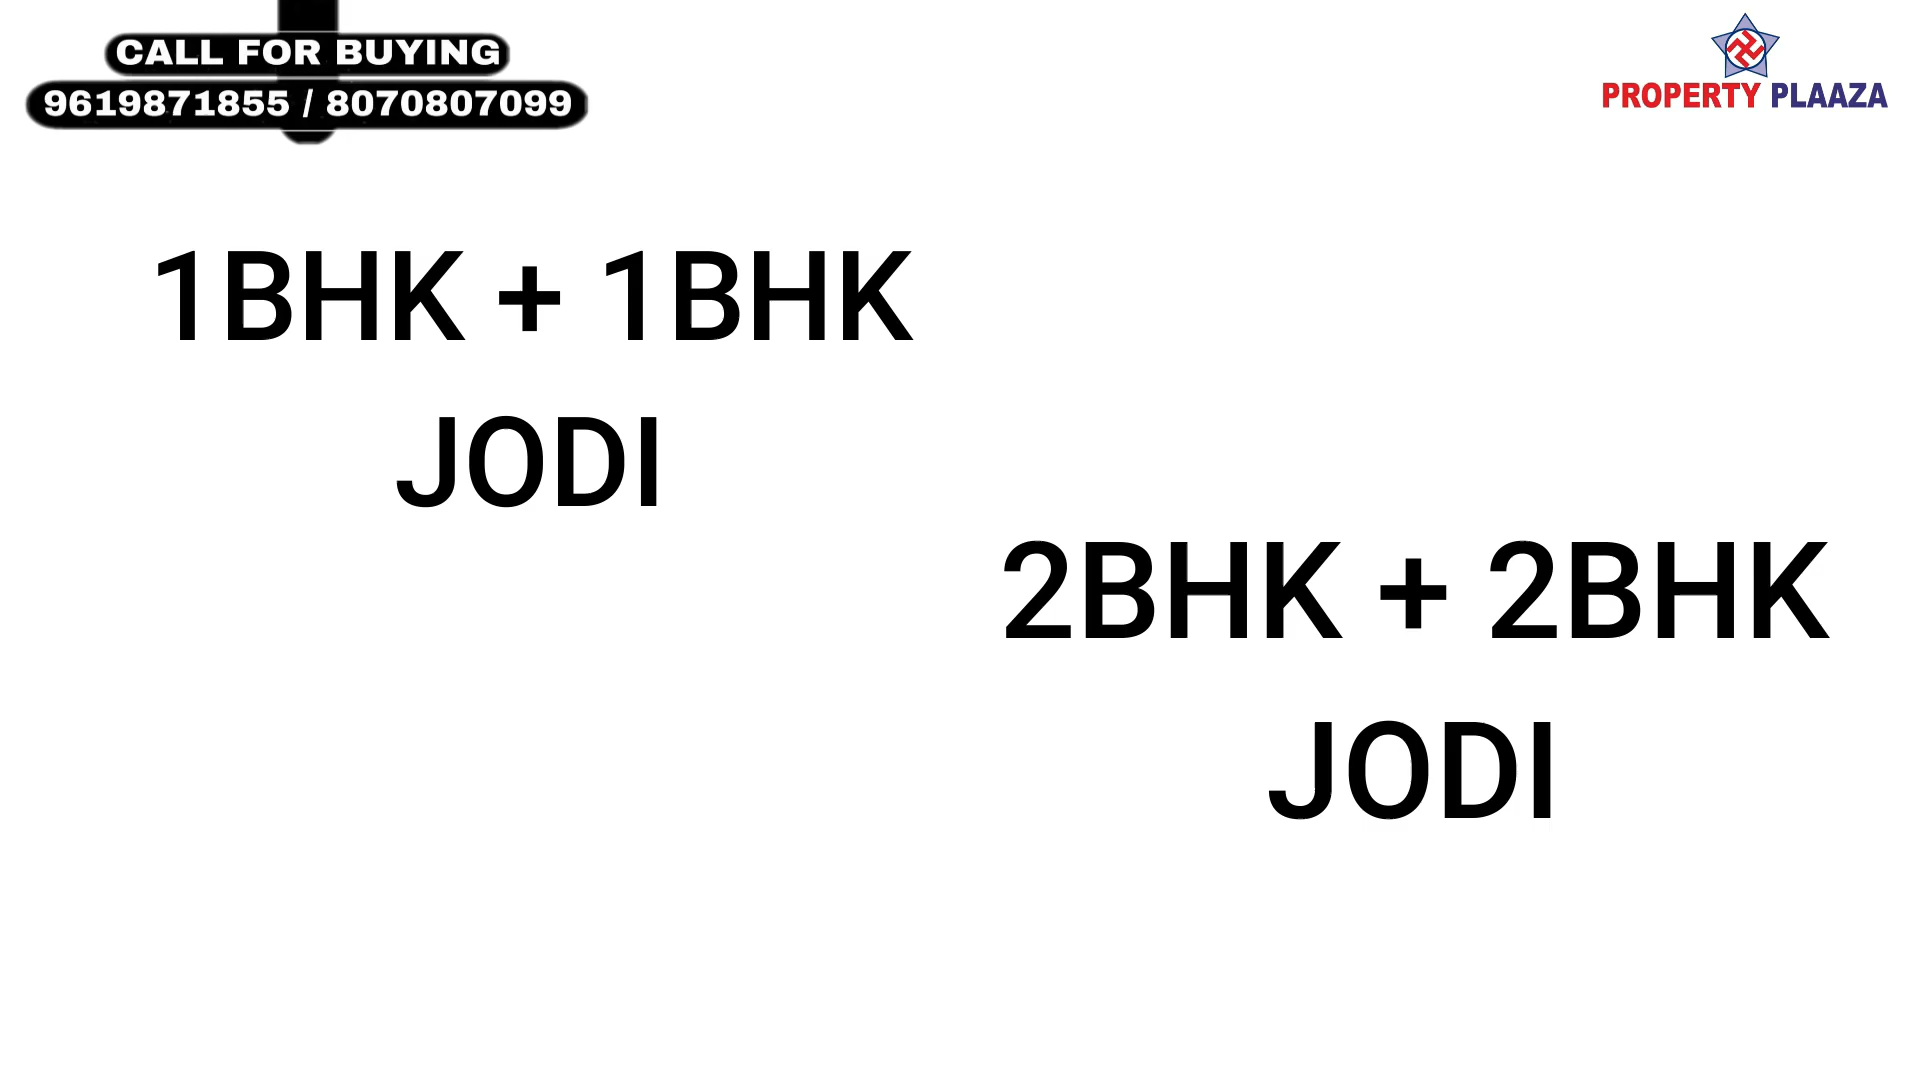 CALL FOR BUYING
9619871855 / 8070807099
PROPERTY PLAAZA
1BHK + 1BHK
JODI
2BHK + 2BHK
JODI